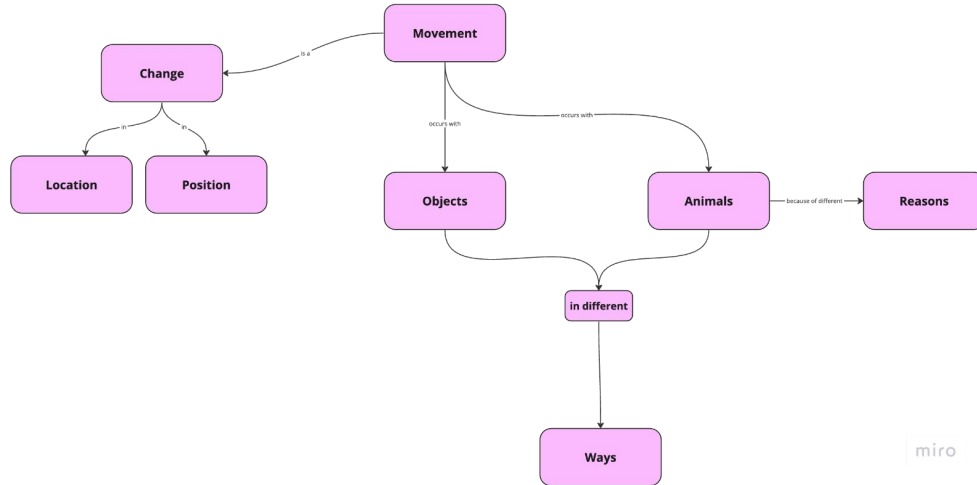 Movement
is a
Change
in
in
Location
Position
occurs with
occurs with
Objects
Animals
because of different
Reasons
in different
Ways
miro